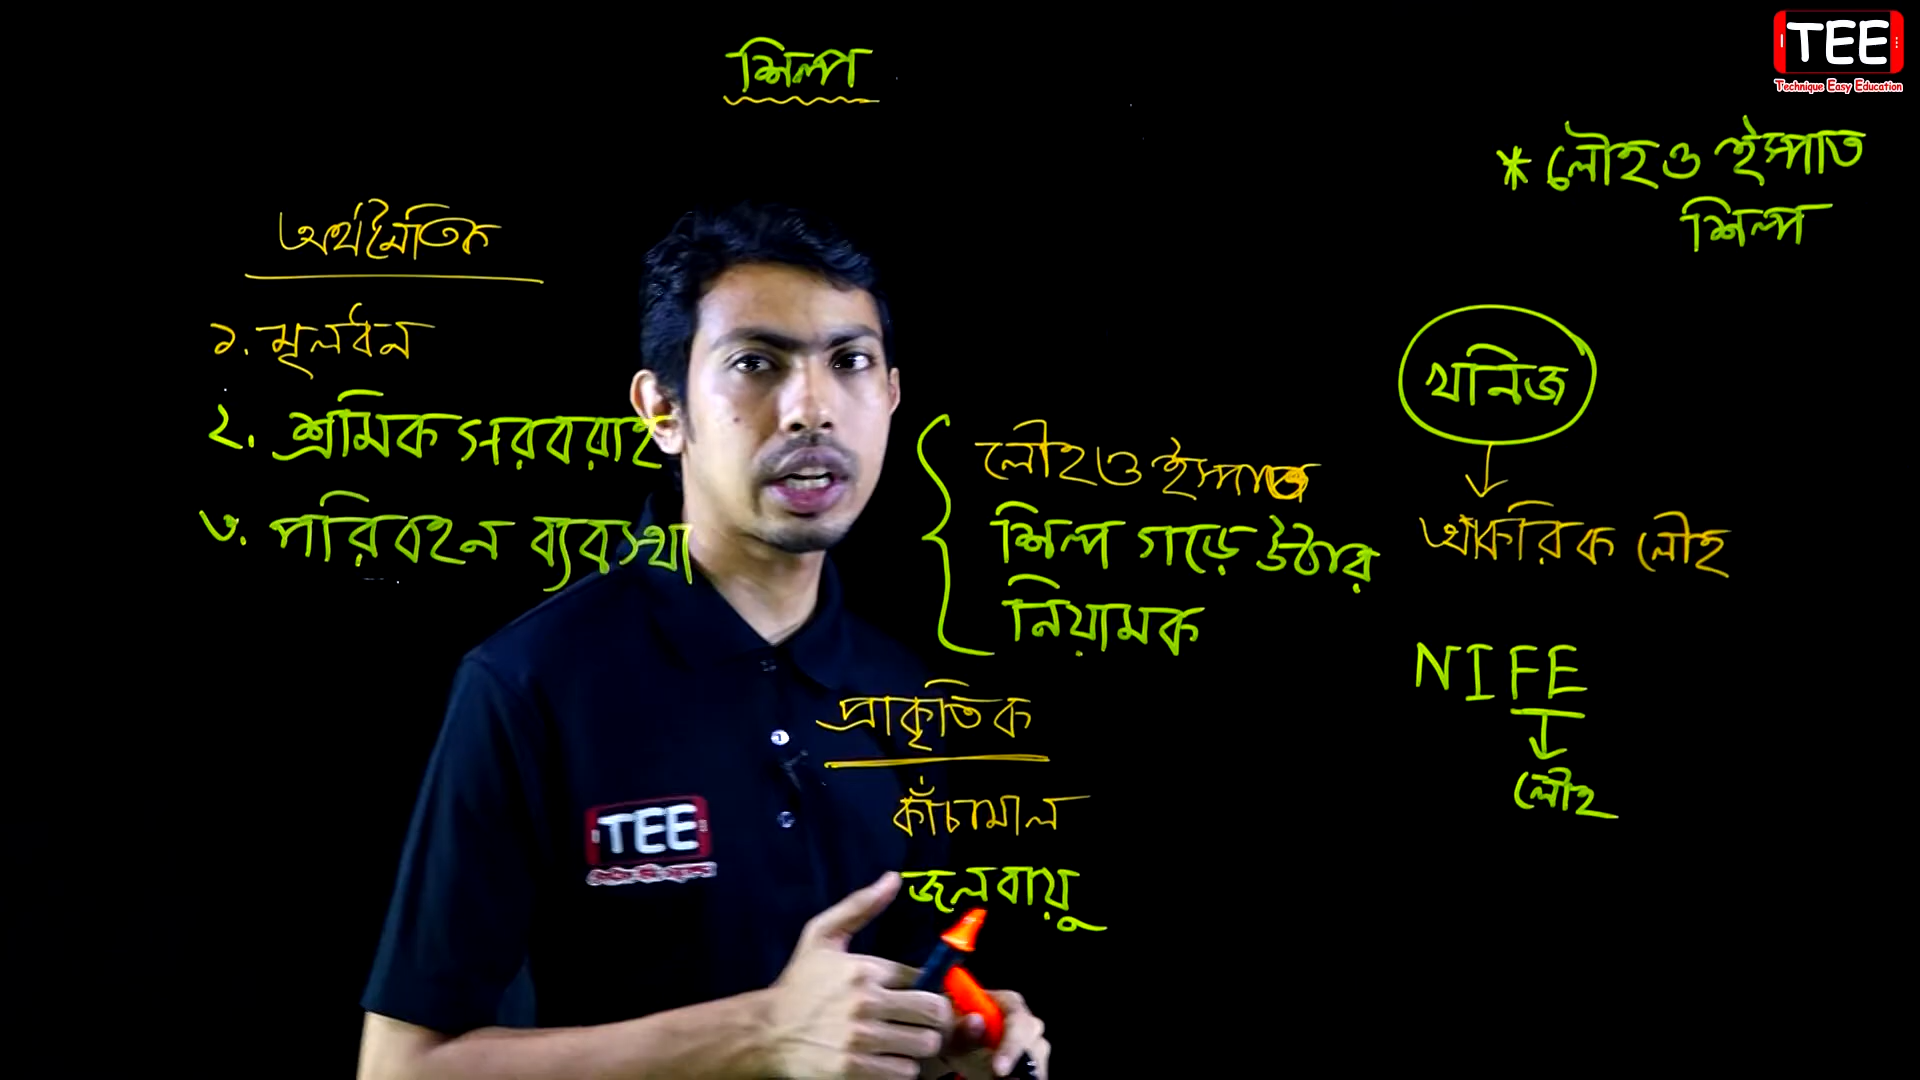 শিল্প
TEE
Technique Easy Education
* লৌহ ও ইস্পাত
শিল্প
অর্থনৈতিক
১. মূলধন
২. শ্রমিক সরবরাহ
৩. পরিবহন ব্যবস্থা
লৌহ ও ইস্পাত
শিল্প গড়ে উঠার
নিয়ামক
প্রাকৃতিক
কাঁচামাল
জলবায়ু
খনিজ
আকরিক লৌহ
NIFE
লৌহ
TEE